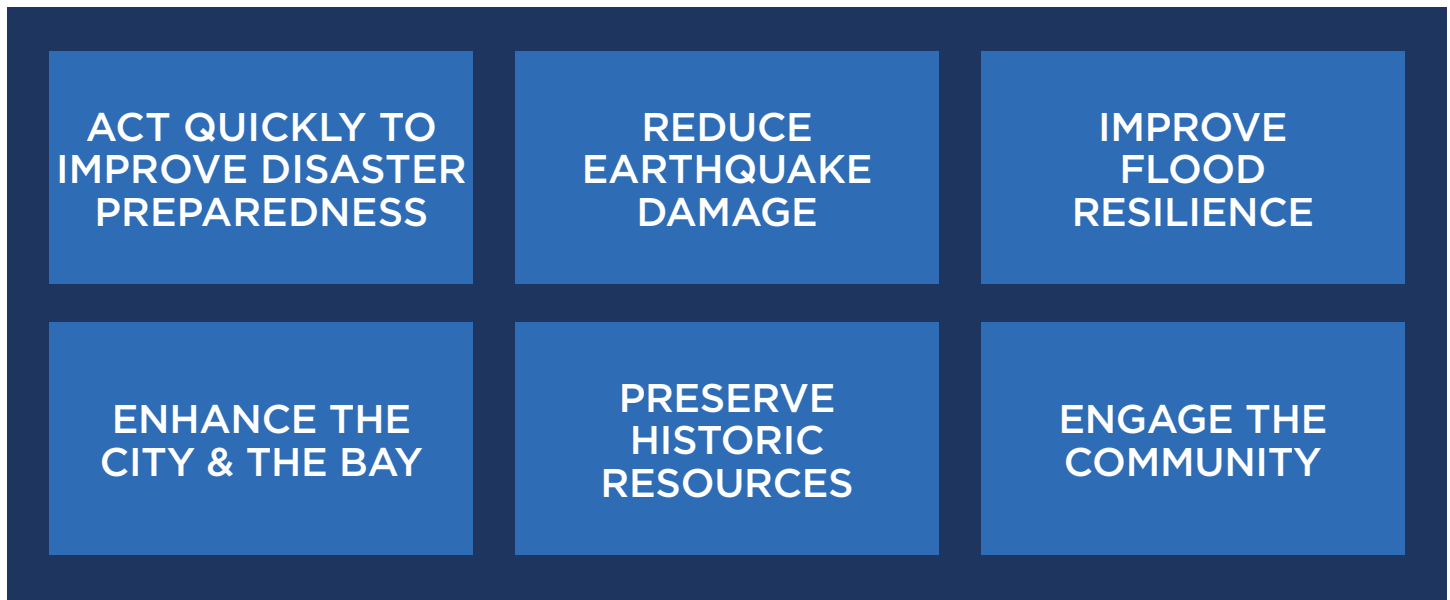 ACT QUICKLY TO
IMPROVE DISASTER
PREPAREDNESS
REDUCE
EARTHQUAKE
DAMAGE
IMPROVE
FLOOD
RESILIENCE
ENHANCE THE
CITY & THE BAY
PRESERVE
HISTORIC
RESOURCES
ENGAGE THE
COMMUNITY